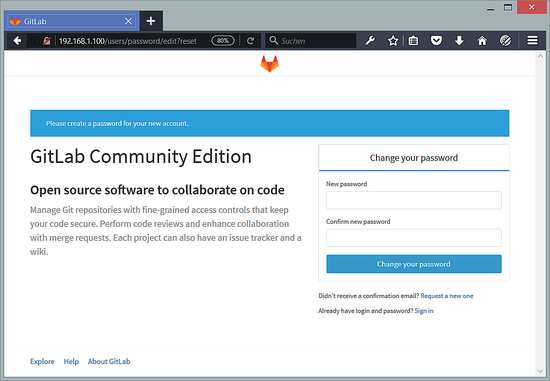 GitLab
192.168.1.100/users/password/edit?reset
80%
Suchen
Please create a password for your new account.
GitLab Community Edition
Open source software to collaborate on code
Manage Git repositories with fine-grained access controls that keep
your code secure. Perform code reviews and enhance collaboration
with merge requests. Each project can also have an issue tracker and a
wiki.
Change your password
New password
Confirm new password
Change your password
Didn't receive a confirmation email? Request a new one
Already have login and password? Sign in
Explore Help About GitLab